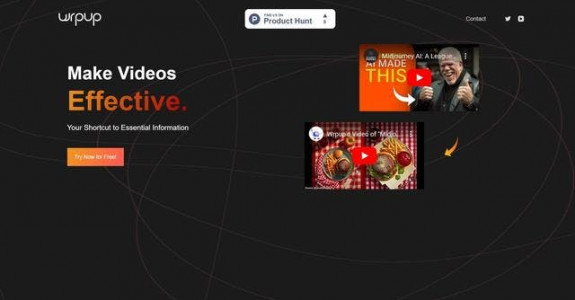 wrpup
FIND US ON
Product Hunt
Contact
Make Videos
Effective.
Your Shortcut to Essential Information
Try Now for Free!
Midjourney AI: A League...
AI MADE
THIS
Wrpup's Video of "Midjo...